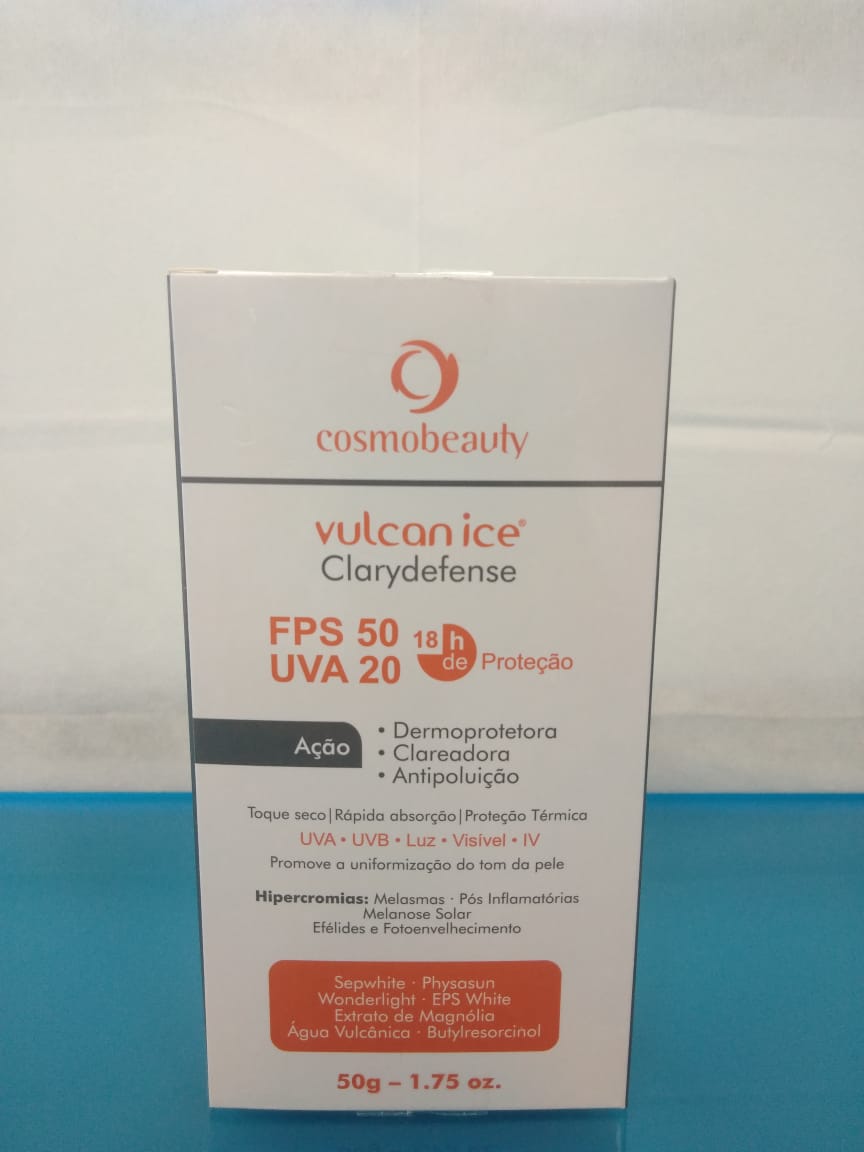 cosmobeauty
vulcan ice®
Clarydefense
FPS 50
UVA 20
18 h
de Proteção
Ação
• Dermoprotetora
• Clareadora
• Antipoluição
Toque seco|Rápida absorção|Proteção Térmica
UVA • UVB • Luz • Visível • IV
Promove a uniformização do tom da pele
Hipercromias: Melasmas · Pós Inflamatórias
Melanose Solar
Efélides e Fotoenvelhecimento
Sepwhite · Physasun
Wonderlight · EPS White
Extrato de Magnólia
Água Vulcânica · Butylresorcinol
50g – 1.75 oz.